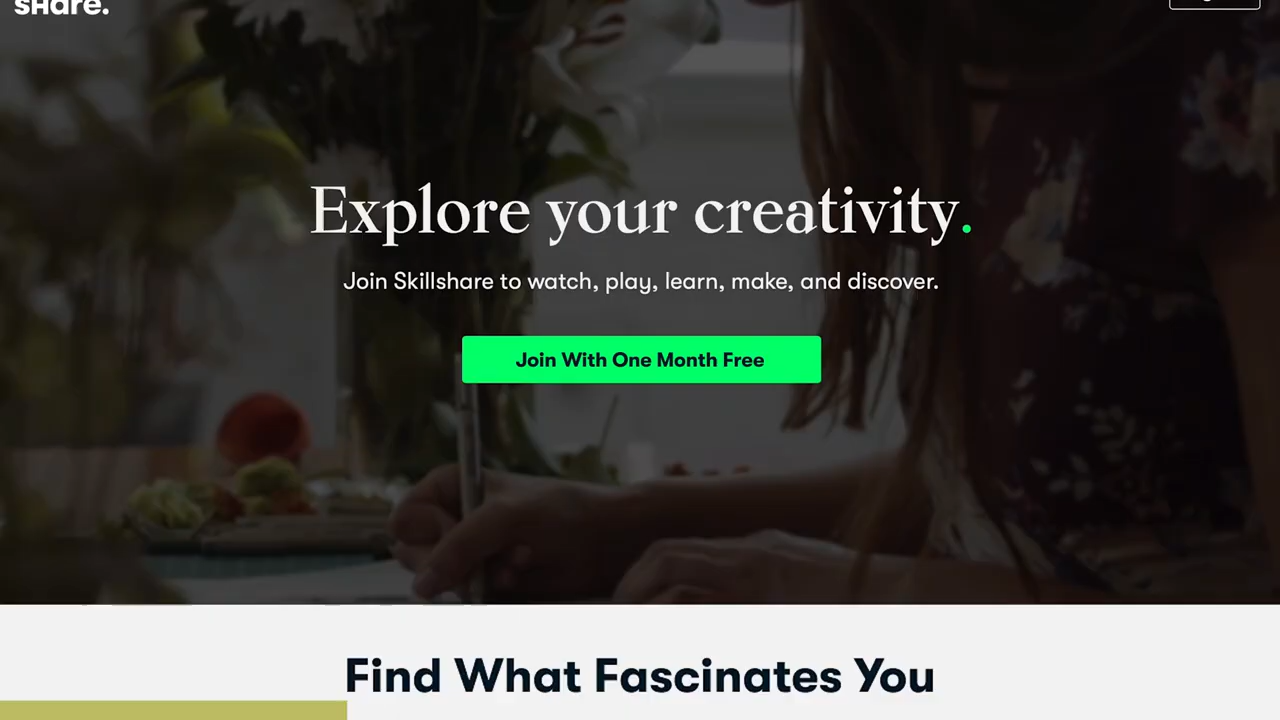 sHare.
Explore your creativity.
Join Skillshare to watch, play, learn, make, and discover.
Join With One Month Free
Find What Fascinates You